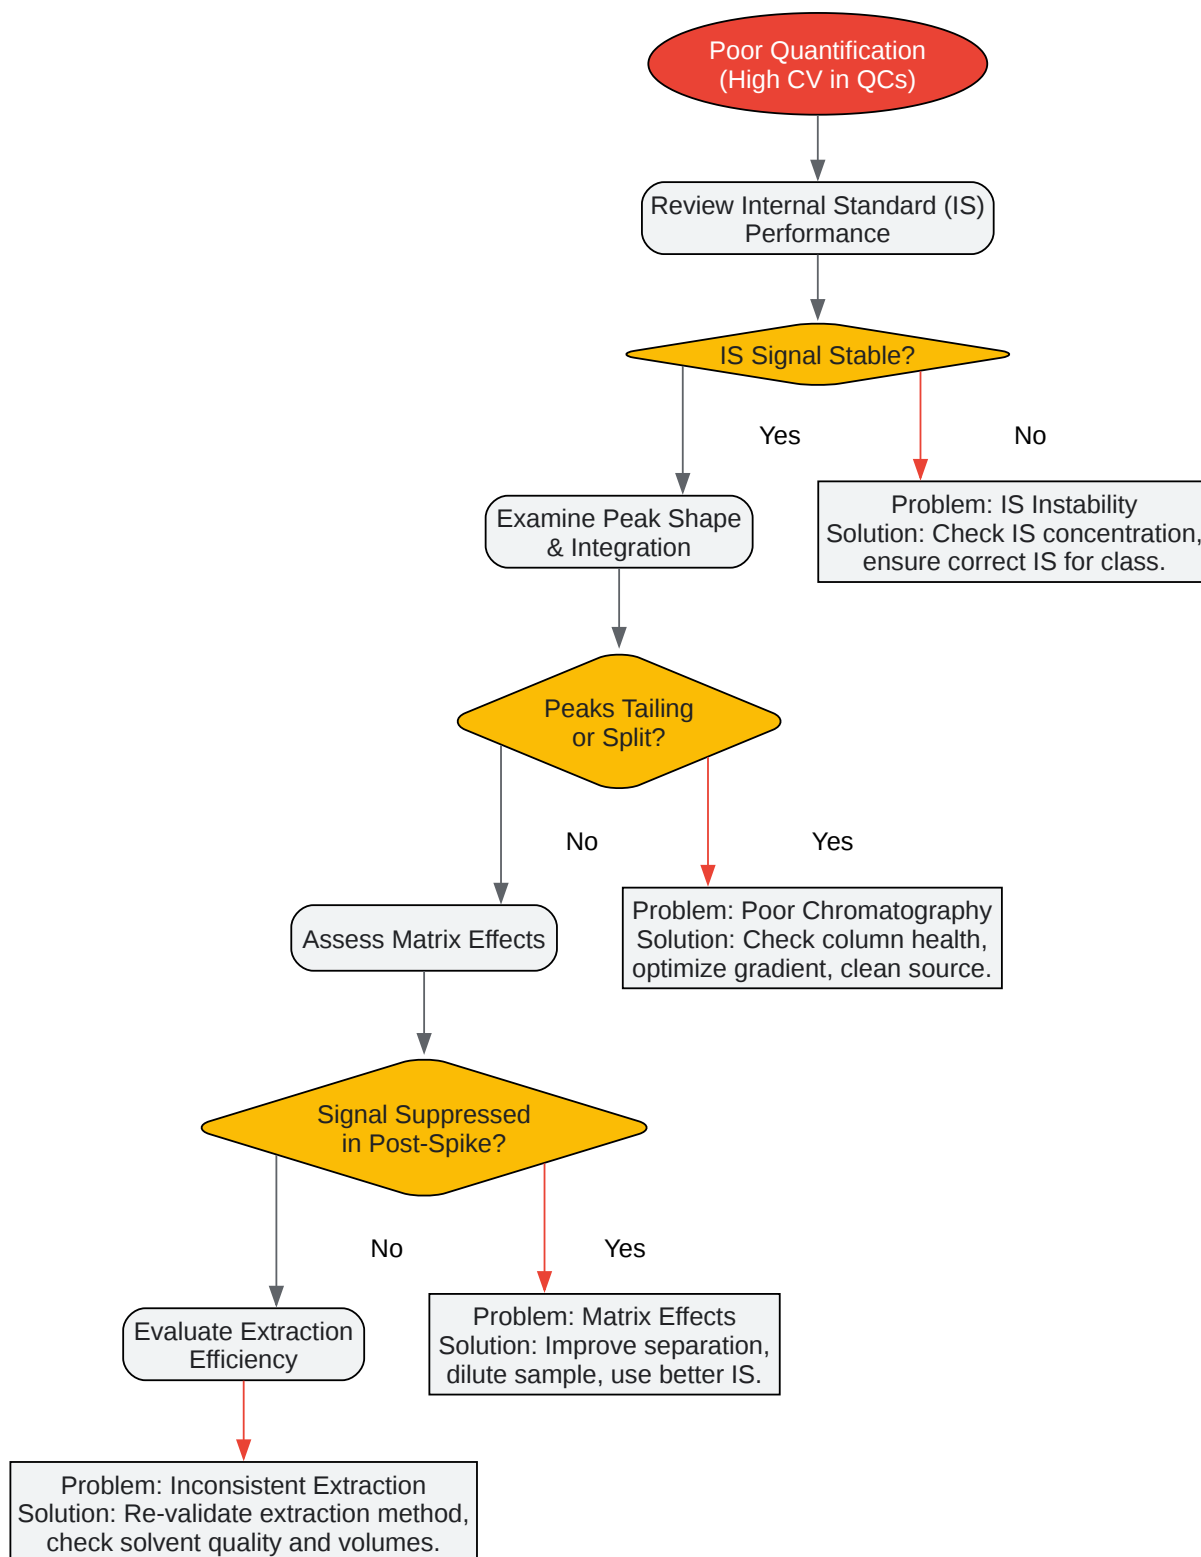 Poor Quantification
(High CV in QCs)
Review Internal Standard (IS)
Performance
IS Signal Stable?
Yes
No
Examine Peak Shape
& Integration
Problem: IS Instability
Solution: Check IS concentration,
ensure correct IS for class.
Peaks Tailing
or Split?
No
Yes
Assess Matrix Effects
Problem: Poor Chromatography
Solution: Check column health,
optimize gradient, clean source.
Signal Suppressed
in Post-Spike?
No
Yes
Evaluate Extraction
Efficiency
Problem: Matrix Effects
Solution: Improve separation,
dilute sample, use better IS.
Problem: Inconsistent Extraction
Solution: Re-validate extraction method,
check solvent quality and volumes.